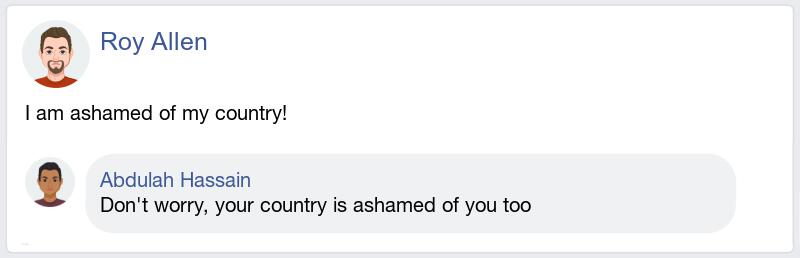 Roy Allen
I am ashamed of my country!
Abdulah Hassain
Don't worry, your country is ashamed of you too